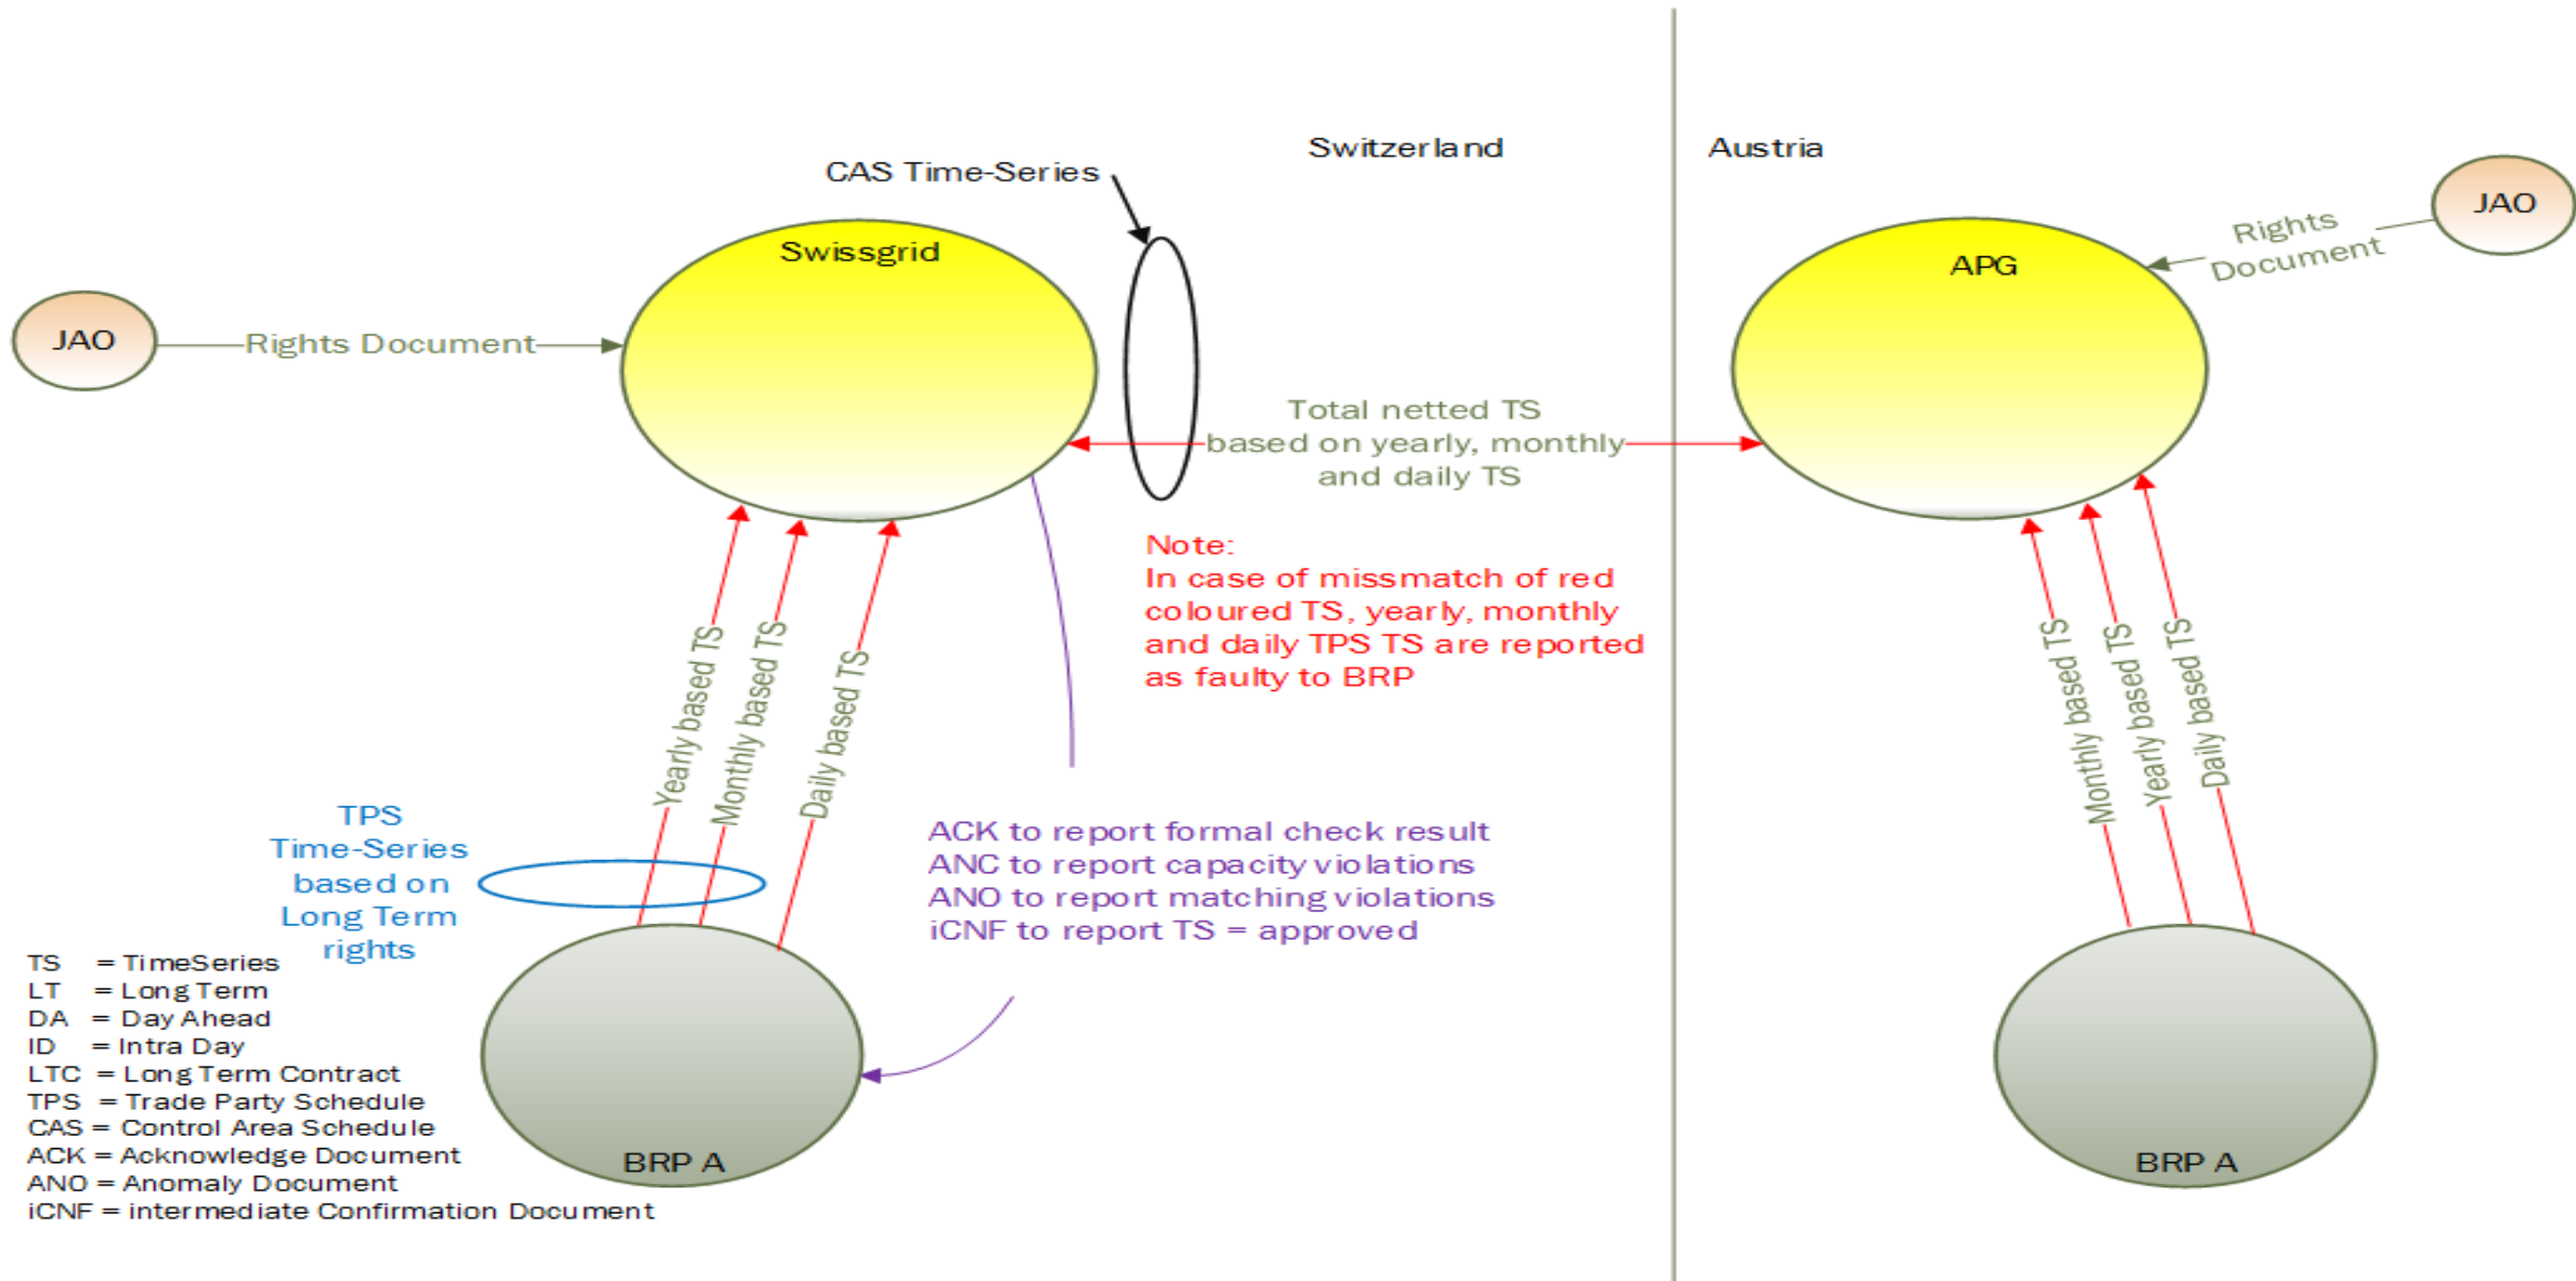 Switzerland
Austria
CAS Time-Series
JAO
Swissgrid
APG
Rights
Document
JAO
Rights Document
Total netted TS
based on yearly, monthly
and daily TS
Note:
In case of missmatch of red
coloured TS, yearly, monthly
and daily TPS TS are reported
as faulty to BRP
Yearly based TS
Monthly based TS
Daily based TS
Monthly based TS
Yearly based TS
Daily based TS
TPS
Time-Series
based on
Long Term
rights
ACK to report formal check result
ANC to report capacity violations
ANO to report matching violations
iCNF to report TS = approved
TS = TimeSeries
LT = Long Term
DA = Day Ahead
ID = Intra Day
LTC = Long Term Contract
TPS = Trade Party Schedule
CAS = Control Area Schedule
ACK = Acknowledge Document
ANO = Anomaly Document
iCNF = intermediate Confirmation Document
BRP A
BRP A